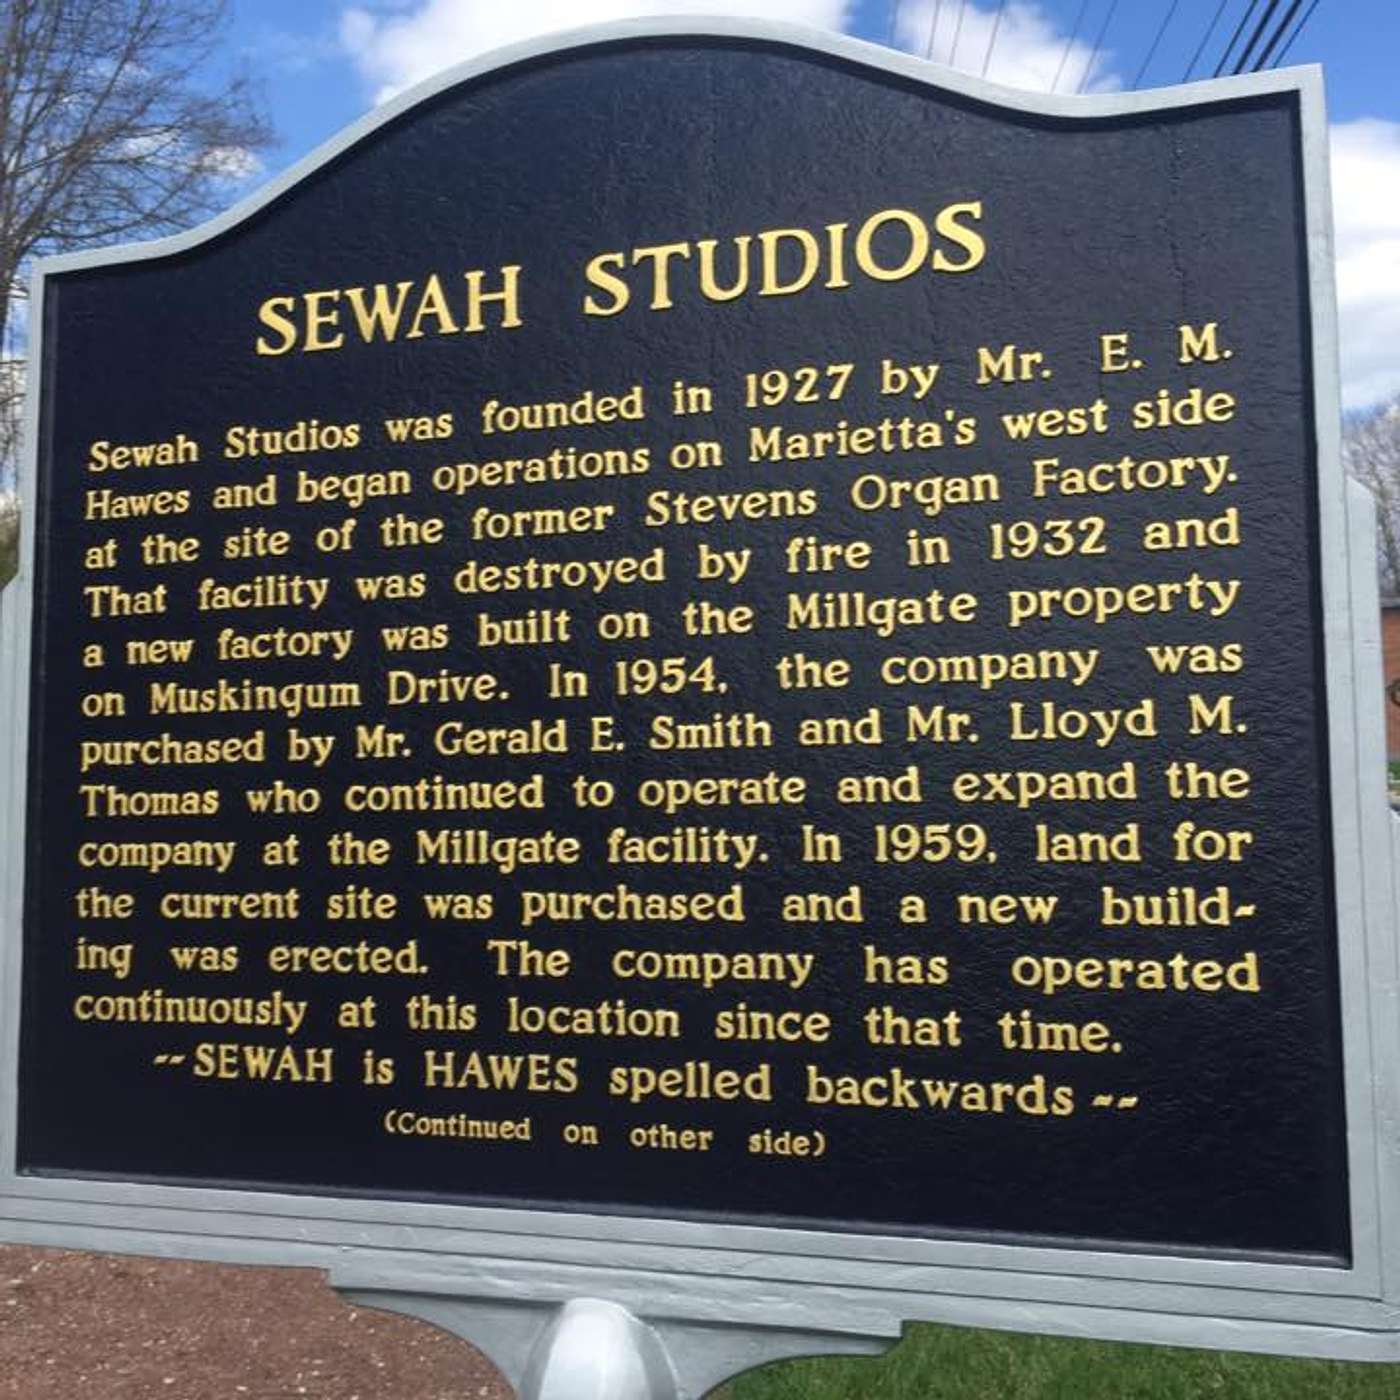 SEWAH STUDIOS
Sewah Studios was founded in 1927 by Mr. E. M.
Hawes and began operations on Marietta's west side
at the site of the former Stevens Organ Factory.
That facility was destroyed by fire in 1932 and
a new factory was built on the Millgate property
on Muskingum Drive. In 1954, the company was
purchased by Mr. Gerald E. Smith and Mr. Lloyd M.
Thomas who continued to operate and expand the
company at the Millgate facility. In 1959, land for
the current site was purchased and a new build-
ing was erected. The company has operated
continuously at this location since that time.
--SEWAH is HAWES spelled backwards--
(Continued on other side)